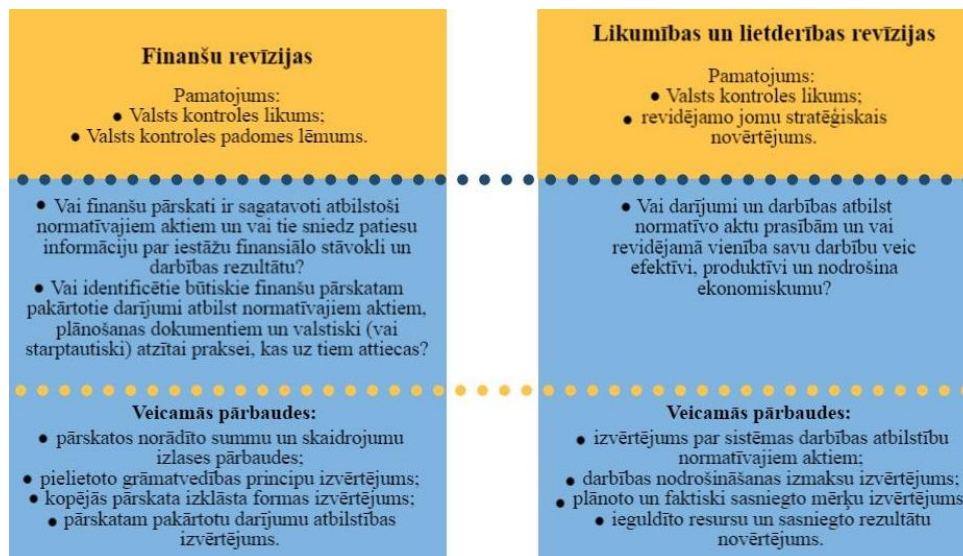 Finanšu revīzijas
Pamatojums:
● Valsts kontroles likums;
● Valsts kontroles padomes lēmums.
● Vai finanšu pārskati ir sagatavoti atbilstoši
normatīvajiem aktiem un vai tie sniedz patiesu
informāciju par iestāžu finansiālo stāvokli un
darbības rezultātu?
● Vai identificētie būtiskie finanšu pārskatam
pakārtotie darījumi atbilst normatīvajiem aktiem,
plānošanas dokumentiem un valstiski (vai
starptautiski) atzītai praksei, kas uz tiem attiecas?
Veicamās pārbaudes:
● pārskatos norādīto summu un skaidrojumu
izlases pārbaudes;
● pielietoto grāmatvedības principu izvērtējums;
● kopējās pārskata izklāsta formas izvērtējums;
● pārskatam pakārtotu darījumu atbilstības
izvērtējums.
Likumības un lietderības revīzijas
Pamatojums:
● Valsts kontroles likums;
● revidējamo jomu stratēģiskais
novērtējums.
● Vai darījumi un darbības atbilst
normatīvo aktu prasībām un vai
revidējamā vienība savu darbību veic
efektīvi, produktīvi un nodrošina
ekonomiskumu?
Veicamās pārbaudes:
● izvērtējums par sistēmas darbības atbilstību
normatīvajiem aktiem;
● darbības nodrošināšanas izmaksu izvērtējums;
● plānoto un faktiski sasniegto mērķu izvērtējums
● ieguldīto resursu un sasniegto rezultātu
novērtējums.